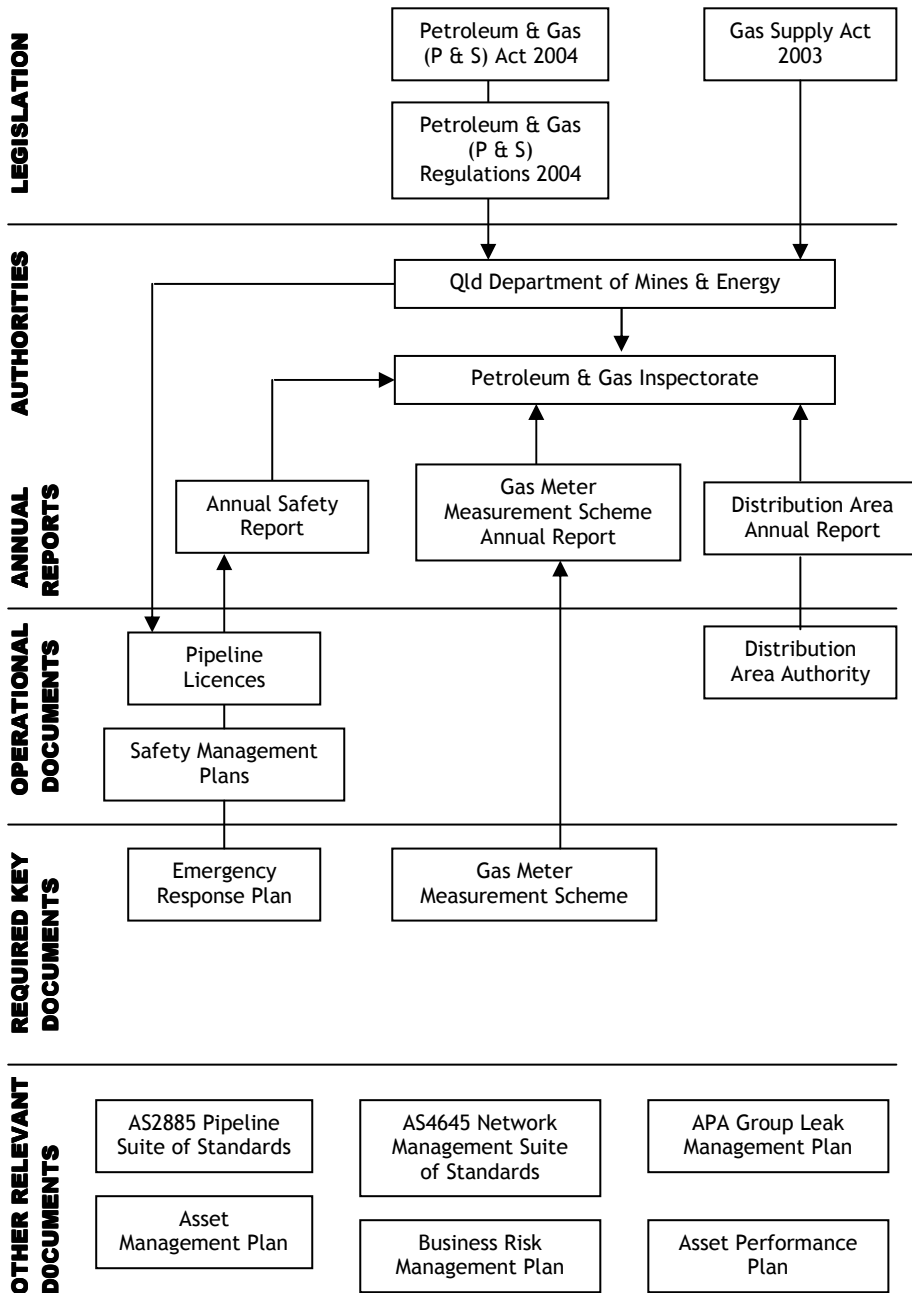 LEGISLATION
Petroleum & Gas
(P & S) Act 2004
Gas Supply Act
2003
Petroleum & Gas
(P & S)
Regulations 2004
AUTHORITIES
Qld Department of Mines & Energy
Petroleum & Gas Inspectorate
ANNUAL
REPORTS
Annual Safety
Report
Gas Meter
Measurement Scheme
Annual Report
Distribution Area
Annual Report
OPERATIONAL
DOCUMENTS
Pipeline
Licences
Distribution
Area Authority
Safety Management
Plans
REQUIRED KEY
DOCUMENTS
Emergency
Response Plan
Gas Meter
Measurement Scheme
OTHER RELEVANT
DOCUMENTS
AS2885 Pipeline
Suite of Standards
AS4645 Network
Management Suite
of Standards
APA Group Leak
Management Plan
Asset
Management Plan
Business Risk
Management Plan
Asset Performance
Plan